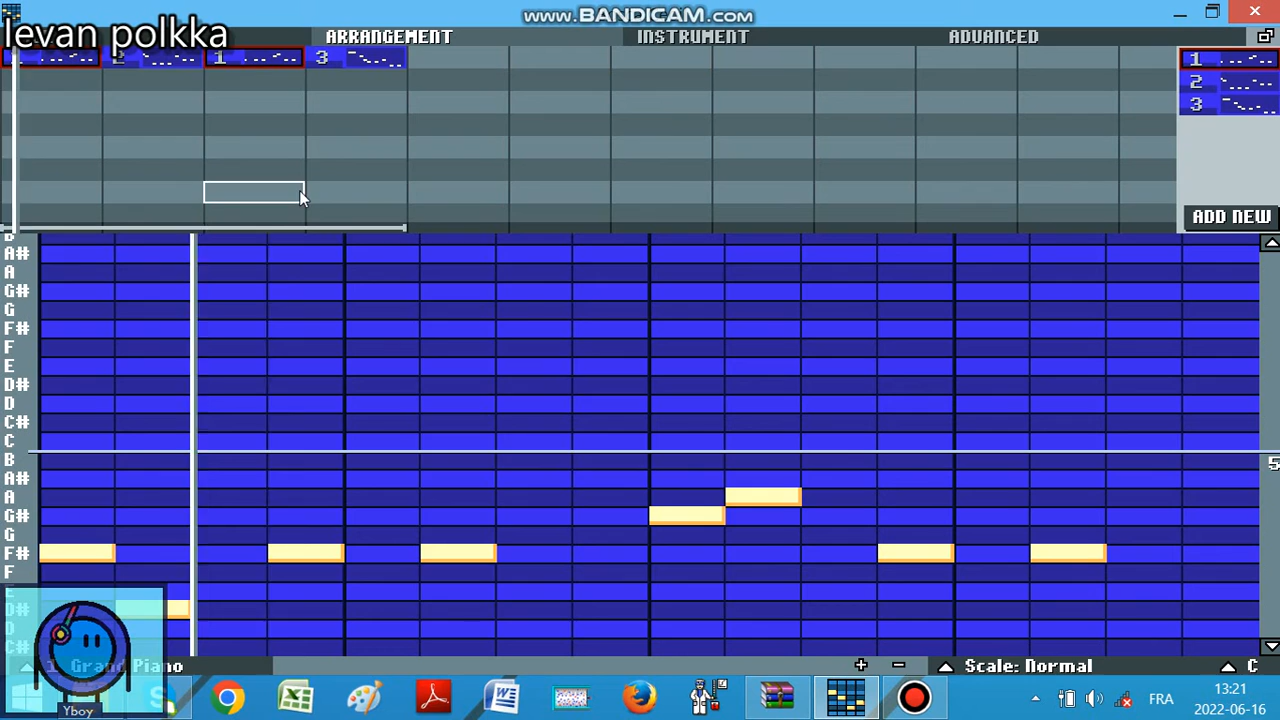 www.BANDICAM.com
levan polkka
ARRANGEMENT
INSTRUMENT
ADVANCED
2
1
3
1
2
3
ADD NEW
A#
A
G#
G
F#
F
E
D#
D
C#
C
B
A#
A
G#
G
F#
F
D
5
Grand Piano
+
-
Scale: Normal
C
Yboy
FRA
13:21
2022-06-16